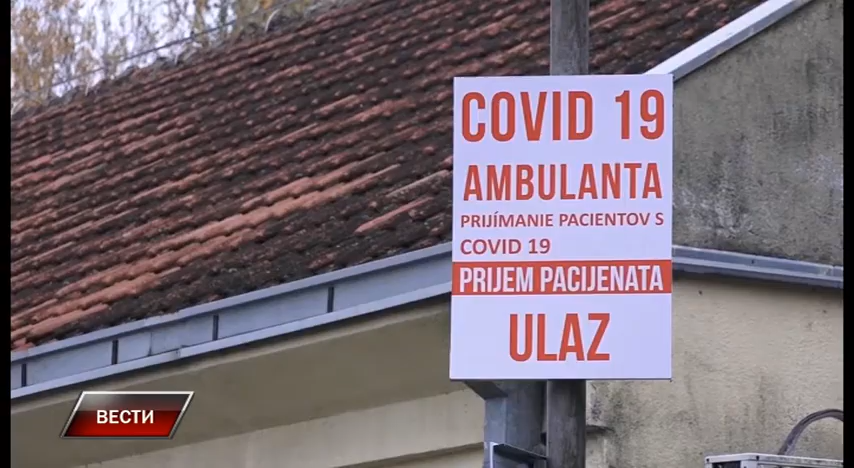 COVID 19
AMBULANTA
PRIJÍMANIE PACIENTOV S
COVID 19
PRIJEM PACIJENATA
ULAZ
ВЕСТИ